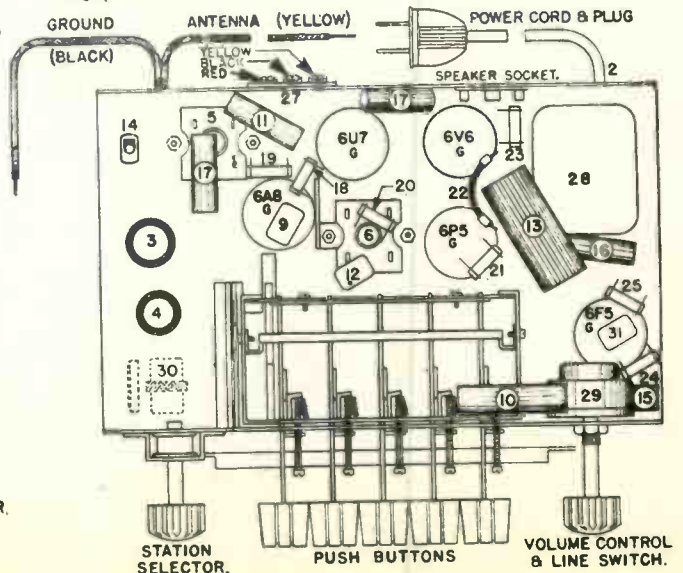 GROUND
(BLACK)
ANTENNA (YELLOW)
POWER CORD & PLUG
YELLOW
BLACK
RED
27
SPEAKER SOCKET.
2
14
5
11
17
6U7
G
6V6
G
23
28
17
19
18
20
22
6A8
G
9
6
6P5
G
13
16
3
12
21
25
4
6F5
G
31
30
10
29
24
15
R.
STATION
SELECTOR.
PUSH BUTTONS
VOLUME CONTROL
& LINE SWITCH.